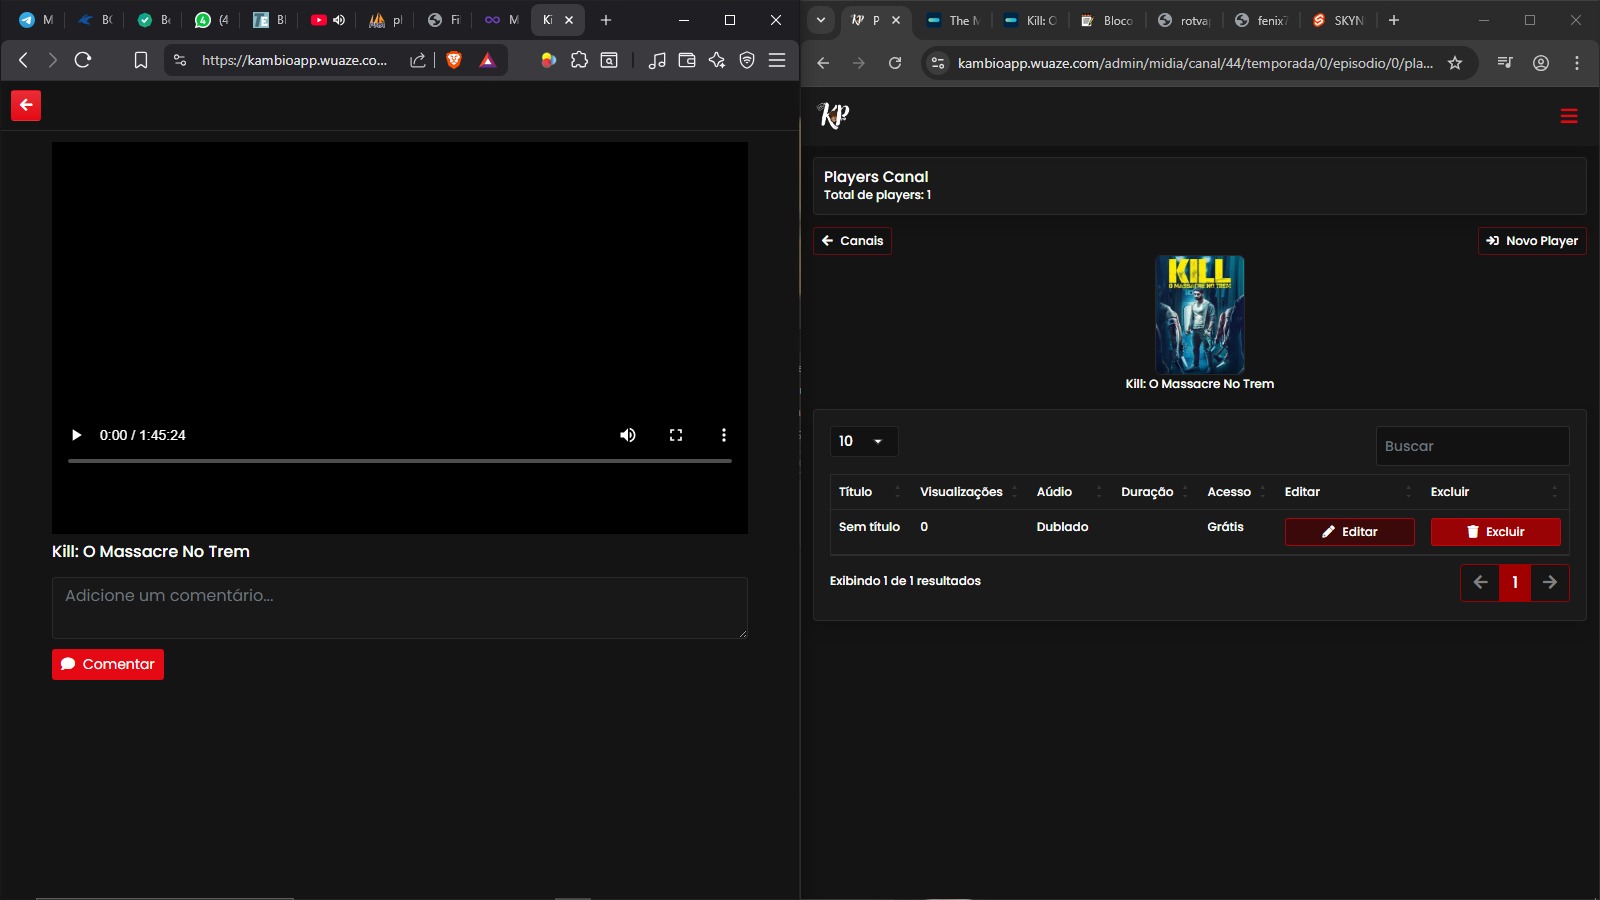 M
BC
Be
(4
BI
pl
Fi
M
Ki
https://kambioapp.wuaze.co...
0:00 / 1:45:24
Kill: O Massacre No Trem
Adicione um comentário...
Comentar
P
The M
Kill: O
Bloco
rotva
fenix
SKYN
kambioapp.wuaze.com/admin/midia/canal/44/temporada/0/episodio/0/pla...
KP
Players Canal
Total de players: 1
Canais
Novo Player
KILL
O MASSACRE NO TREM
Kill: O Massacre No Trem
10
Buscar
Título Visualizações Aúdio Duração Acesso Editar Excluir
Sem título 0 Dublado Grátis Editar Excluir
Exibindo 1 de 1 resultados
1